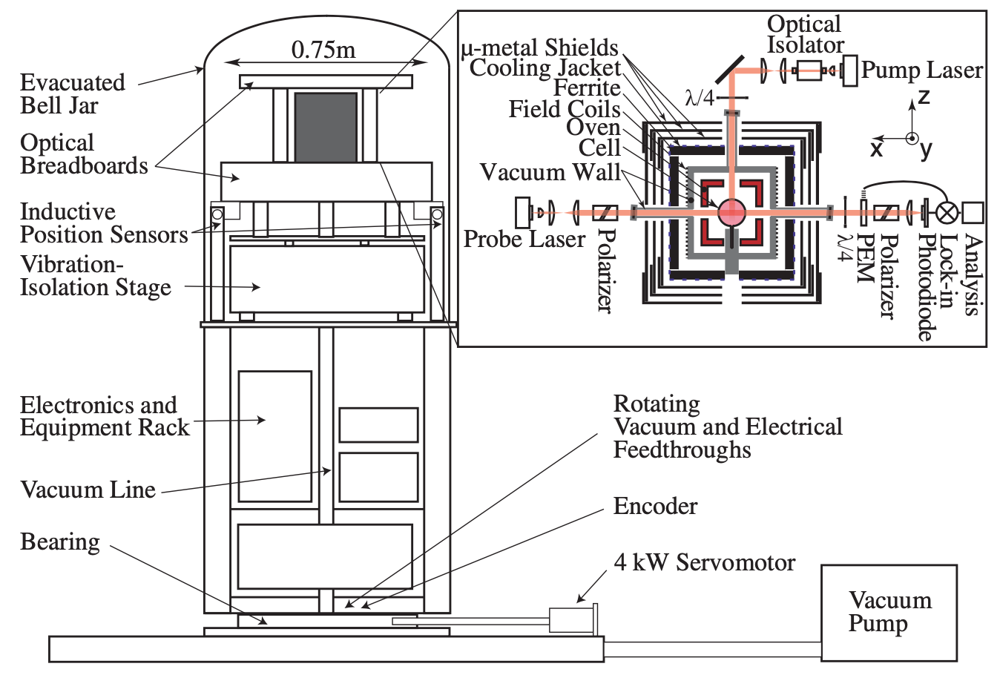 0.75m
Evacuated
Bell Jar
Optical
Breadboards
Inductive
Position Sensors
Vibration-
Isolation Stage
Electronics and
Equipment Rack
Vacuum Line
Bearing
μ-metal Shields
Cooling Jacket
Ferrite
Field Coils
Oven
Cell
Vacuum Wall
Probe Laser
Polarizer
λ/4
Optical
Isolator
Pump Laser
z
x
y
λ/4
PEM
Polarizer
Photodiode
Lock-in
Analysis
Rotating
Vacuum and Electrical
Feedthroughs
Encoder
4 kW Servomotor
Vacuum
Pump